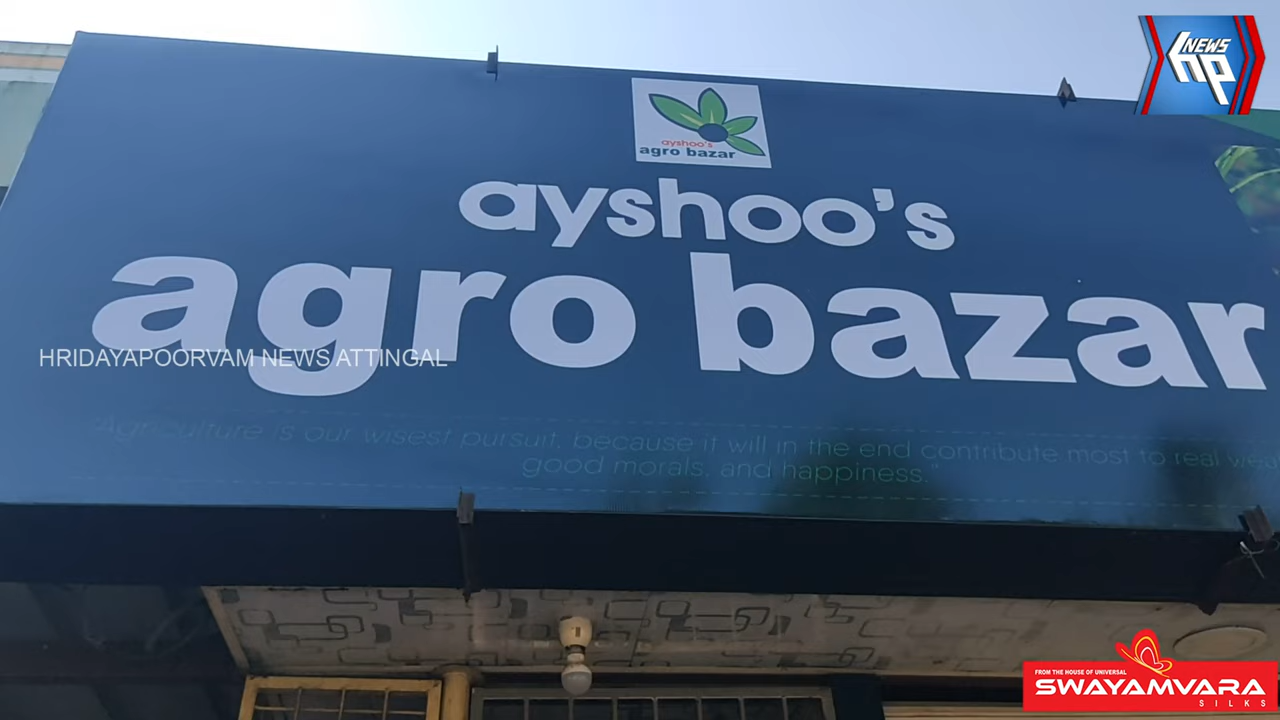 NEWS
np
ayshoo's
agro bazar
ayshoo's
agro bazar
HRIDAYAPOORVAM NEWS ATTINGAL
"Agriculture is our wisest pursuit, because it will in the end contribute most to real
good morals, and happiness."
FROM THE HOUSE OF UNIVERSAL
SWAYAMVARA
SILKS